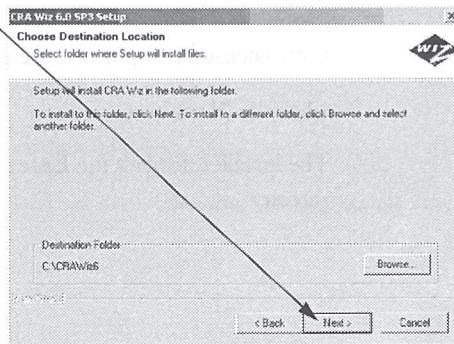 CRA Wiz 6.0 SP3 Setup
Choose Destination Location
Select folder where Setup will install files.
WIZ
Setup will install CRA Wiz in the following folder.
To install to this folder, click Next. To install to a different folder, click Browse and select
another folder.
Destination Folder
C:\CRAWiz6
Browse...
< Back
Next >
Cancel